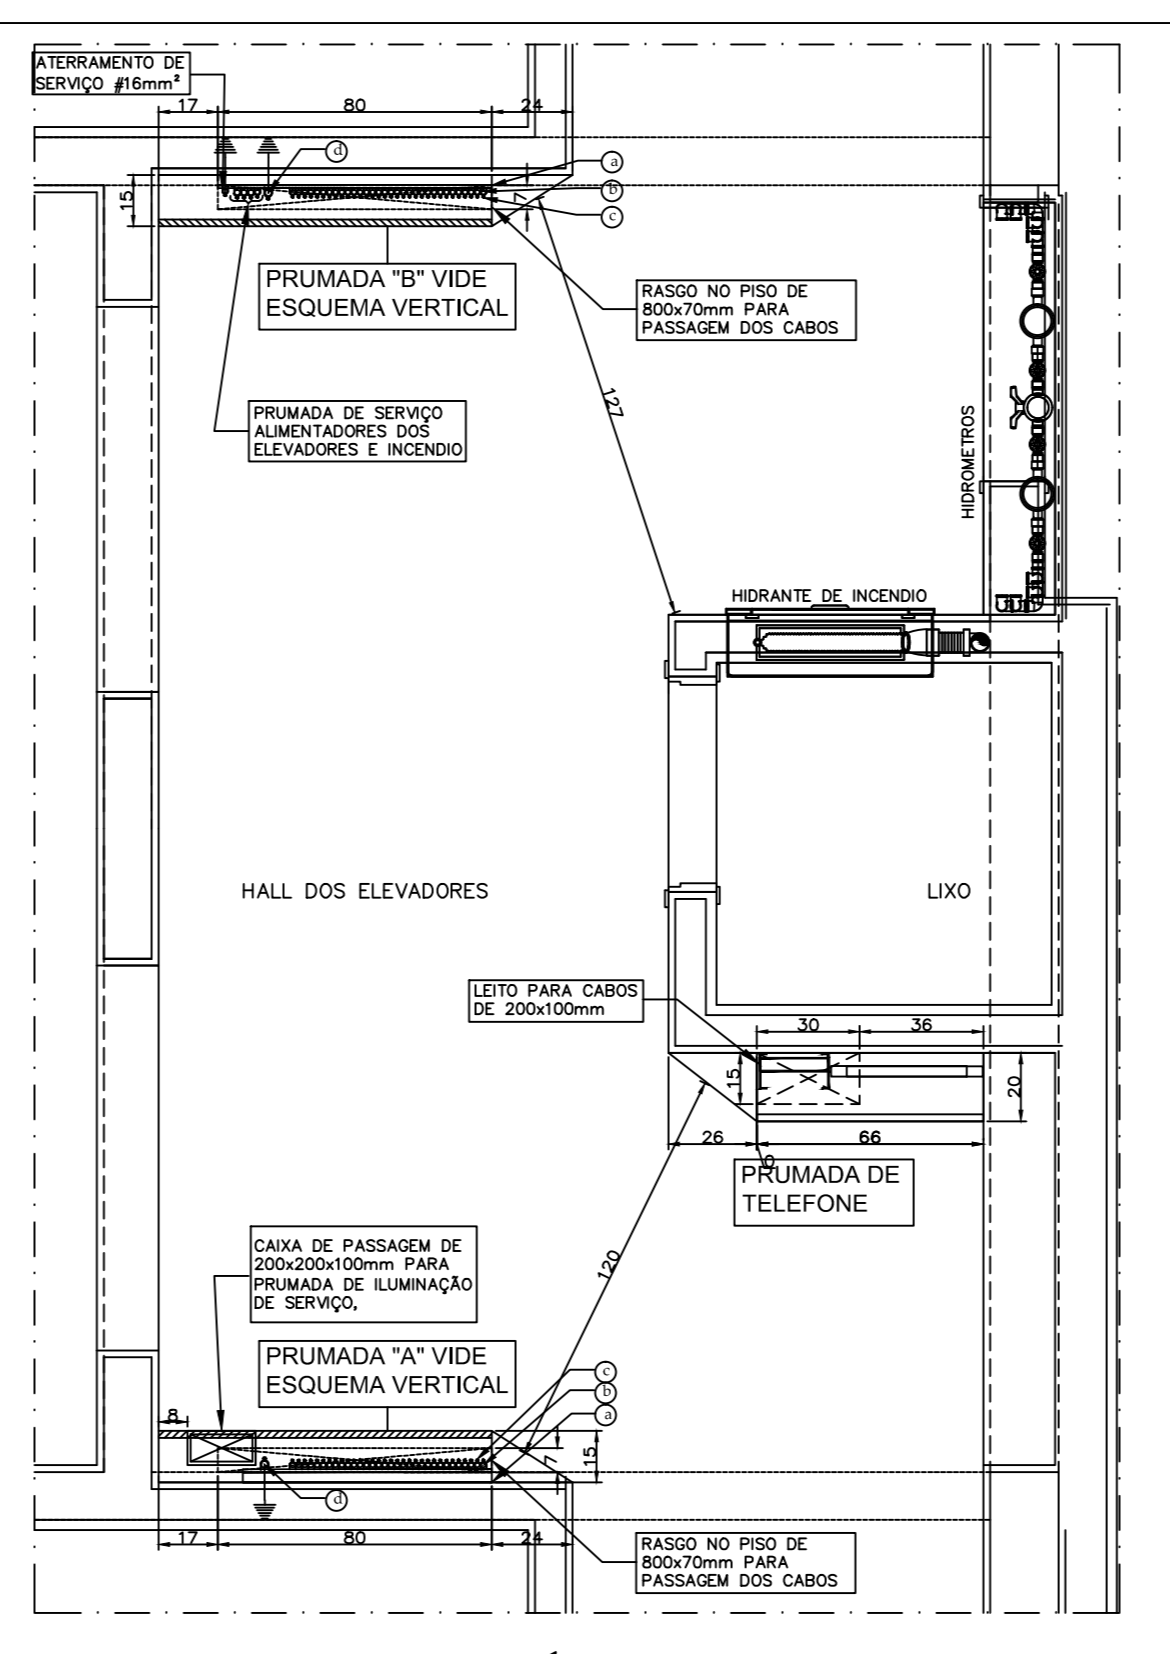 ATERRAMENTO DE
SERVIÇO #16mm²
17
80
24
d
a
b
c
15
7
PRUMADA "B" VIDE
ESQUEMA VERTICAL
RASGO NO PISO DE
800x70mm PARA
PASSAGEM DOS CABOS
127
PRUMADA DE SERVIÇO
ALIMENTADORES DOS
ELEVADORES E INCENDIO
HIDROMETROS
HIDRANTE DE INCENDIO
HALL DOS ELEVADORES
LIXO
LEITO PARA CABOS
DE 200x100mm
30
36
15
20
26
66
0
PRUMADA DE
TELEFONE
120
CAIXA DE PASSAGEM DE
200x200x100mm PARA
PRUMADA DE ILUMINAÇÃO
DE SERVIÇO,
PRUMADA "A" VIDE
ESQUEMA VERTICAL
c
b
a
8
15
7
d
17
80
24
RASGO NO PISO DE
800x70mm PARA
PASSAGEM DOS CABOS